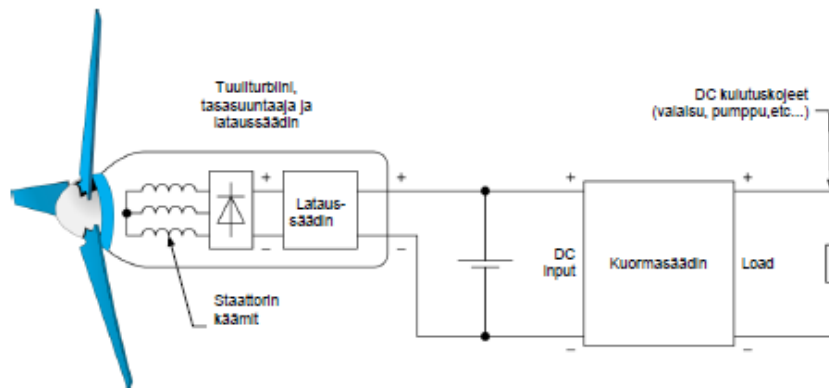 Tuuliturbiini,
tasasuuntaaja ja
lataussäädin
DC kulutuskojeet
(valaisu, pumppu,etc...)
+
+
+
+
Lataus-
säädin
DC
Input
Kuormasäädin
Load
−
−
−
−
Staattorin
käämit